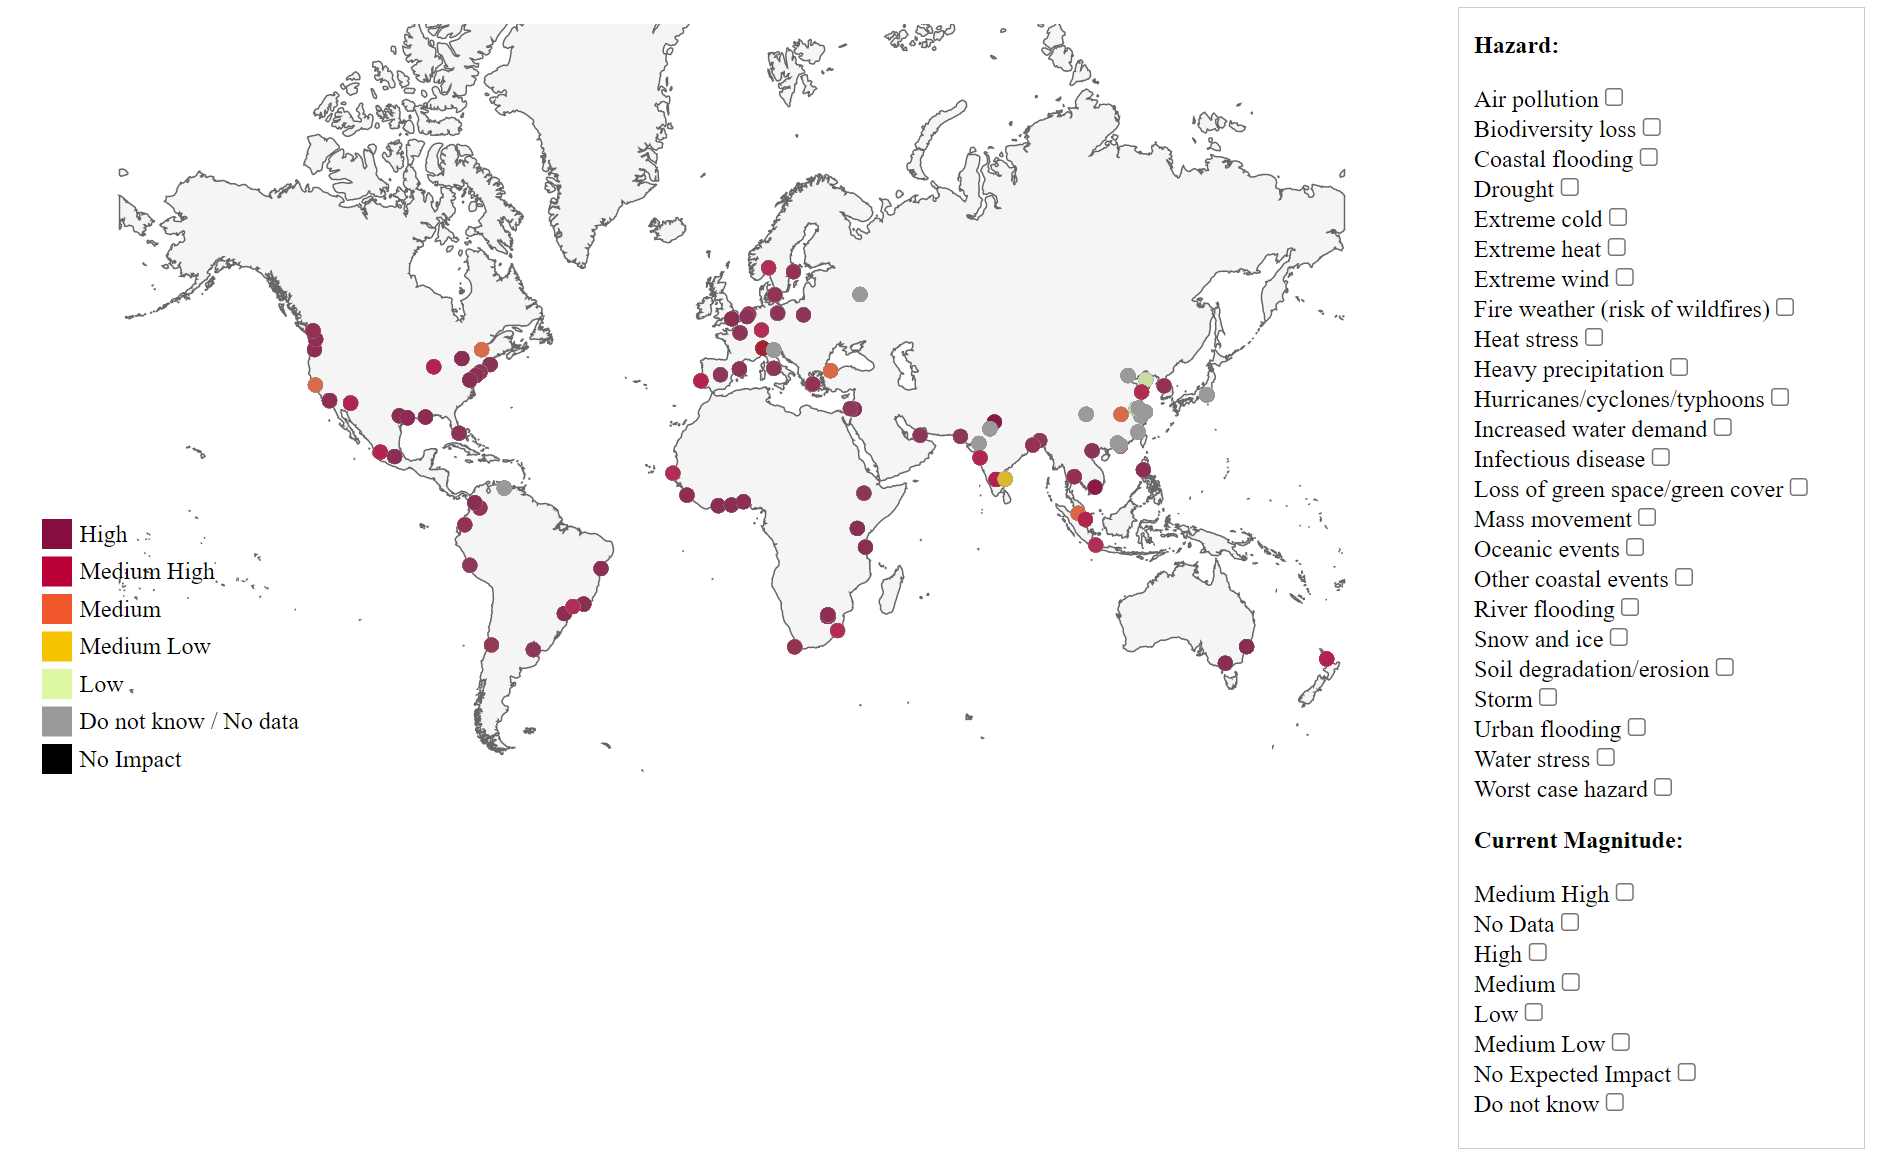 High
Medium High
Medium
Medium Low
Low
Do not know / No data
No Impact
Hazard:
Air pollution
Biodiversity loss
Coastal flooding
Drought
Extreme cold
Extreme heat
Extreme wind
Fire weather (risk of wildfires)
Heat stress
Heavy precipitation
Hurricanes/cyclones/typhoons
Increased water demand
Infectious disease
Loss of green space/green cover
Mass movement
Oceanic events
Other coastal events
River flooding
Snow and ice
Soil degradation/erosion
Storm
Urban flooding
Water stress
Worst case hazard
Current Magnitude:
Medium High
No Data
High
Medium
Low
Medium Low
No Expected Impact
Do not know